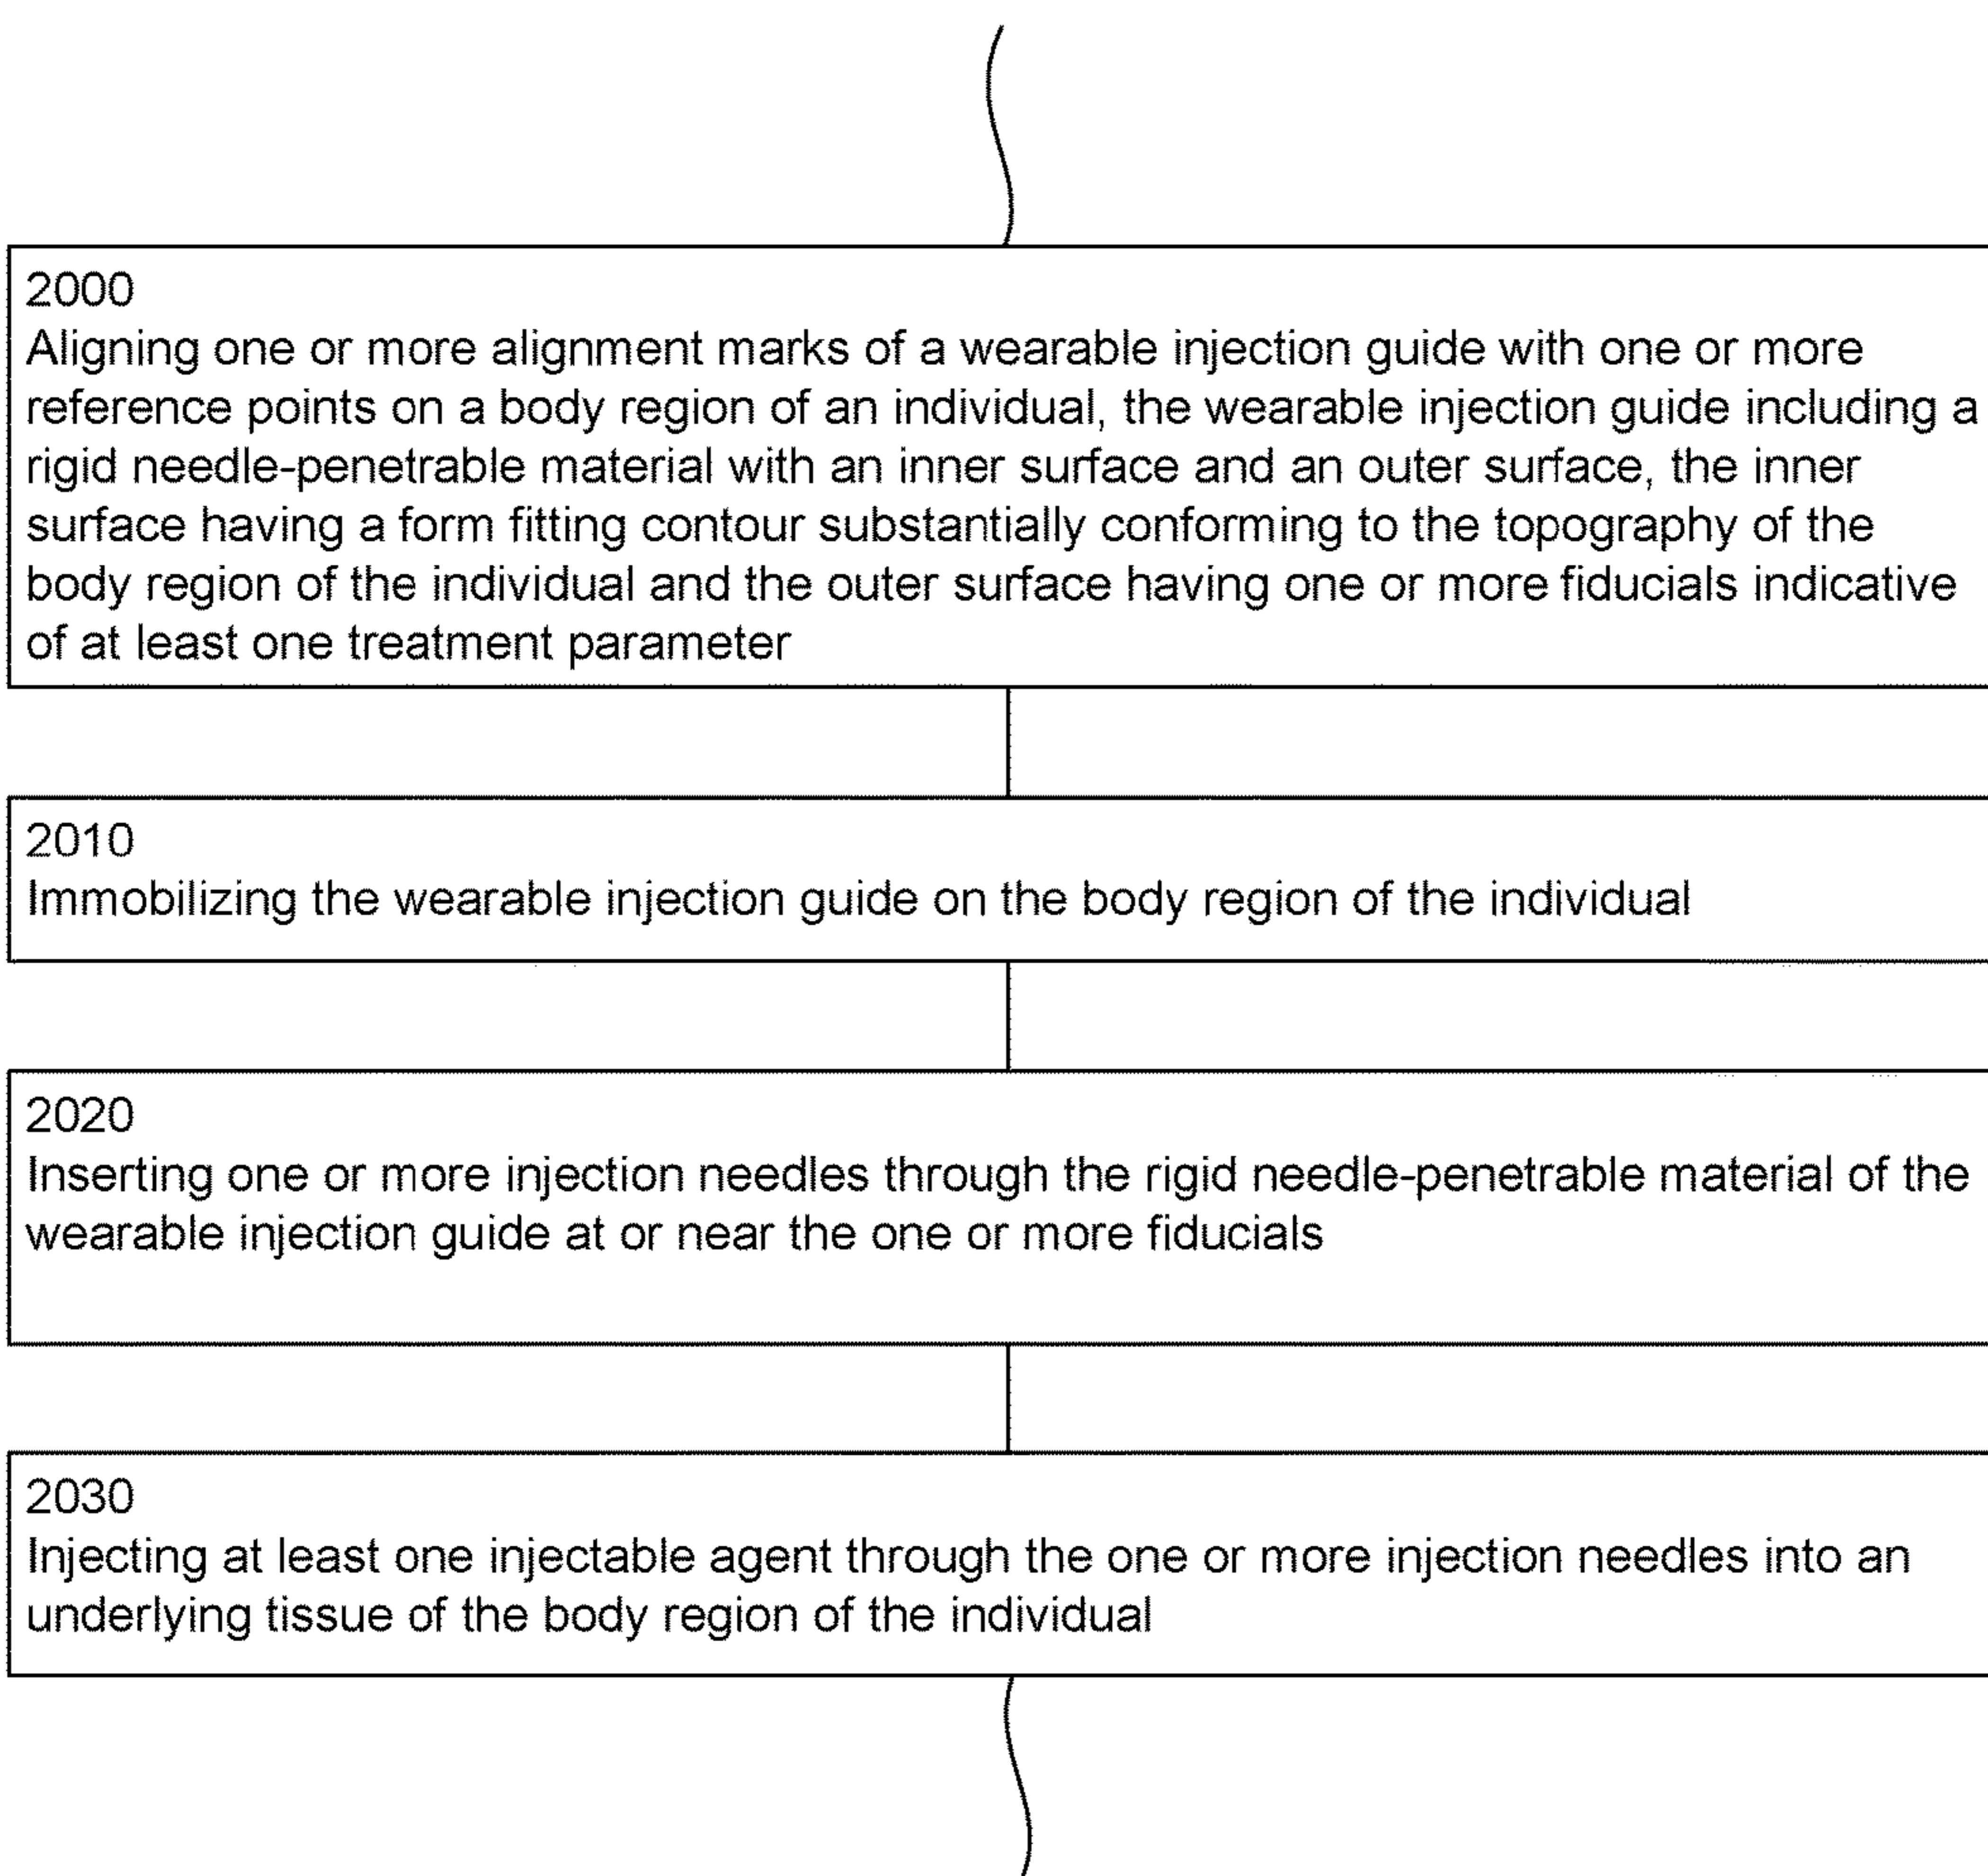 2000
Aligning one or more alignment marks of a wearable injection guide with one or more
reference points on a body region of an individual, the wearable injection guide including a
rigid needle-penetrable material with an inner surface and an outer surface, the inner
surface having a form fitting contour substantially conforming to the topography of the
body region of the individual and the outer surface having one or more fiducials indicative
of at least one treatment parameter
2010
Immobilizing the wearable injection guide on the body region of the individual
2020
Inserting one or more injection needles through the rigid needle-penetrable material of the
wearable injection guide at or near the one or more fiducials
2030
Injecting at least one injectable agent through the one or more injection needles into an
underlying tissue of the body region of the individual